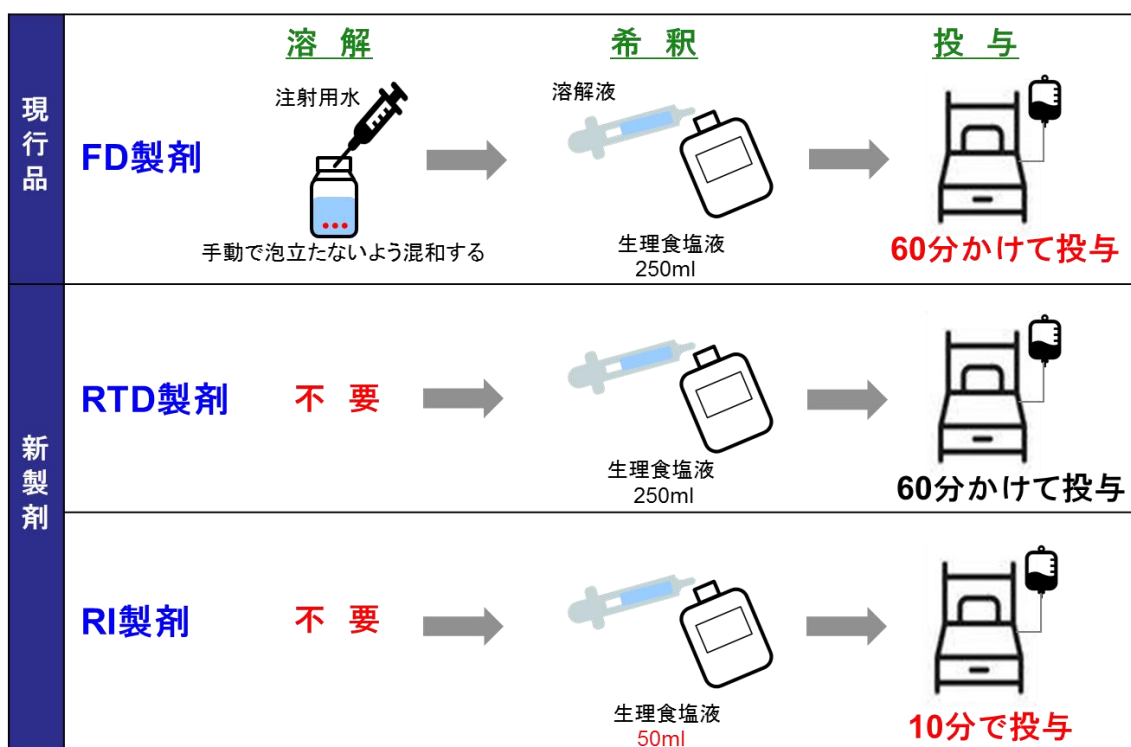 溶 解
希 釈
投 与
現行品
FD製剤
注射用水
手動で泡立たないよう混和する
溶解液
生理食塩液
250ml
60分かけて投与
新製剤
RTD製剤
不 要
生理食塩液
250ml
60分かけて投与
RI製剤
不 要
生理食塩液
50ml
10分で投与